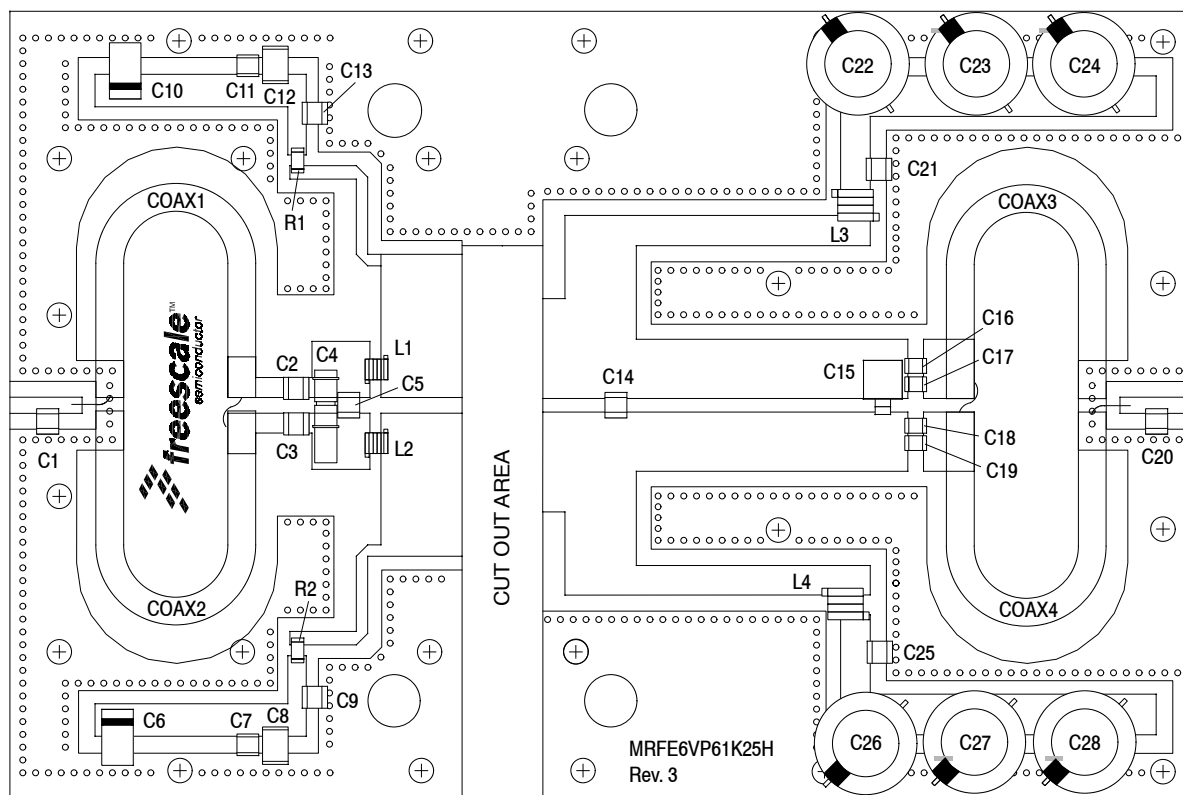 C22
C23
C24
C10
C11
C12
C13
C21
R1
COAX1
COAX3
L3
freescale™
semiconductor
C16
C17
C2
C4
L1
C15
C5
C14
C1
C3
L2
C18
C19
C20
CUT OUT AREA
COAX2
R2
L4
COAX4
C25
C9
C6
C7
C8
C26
C27
C28
MRFE6VP61K25H
Rev. 3